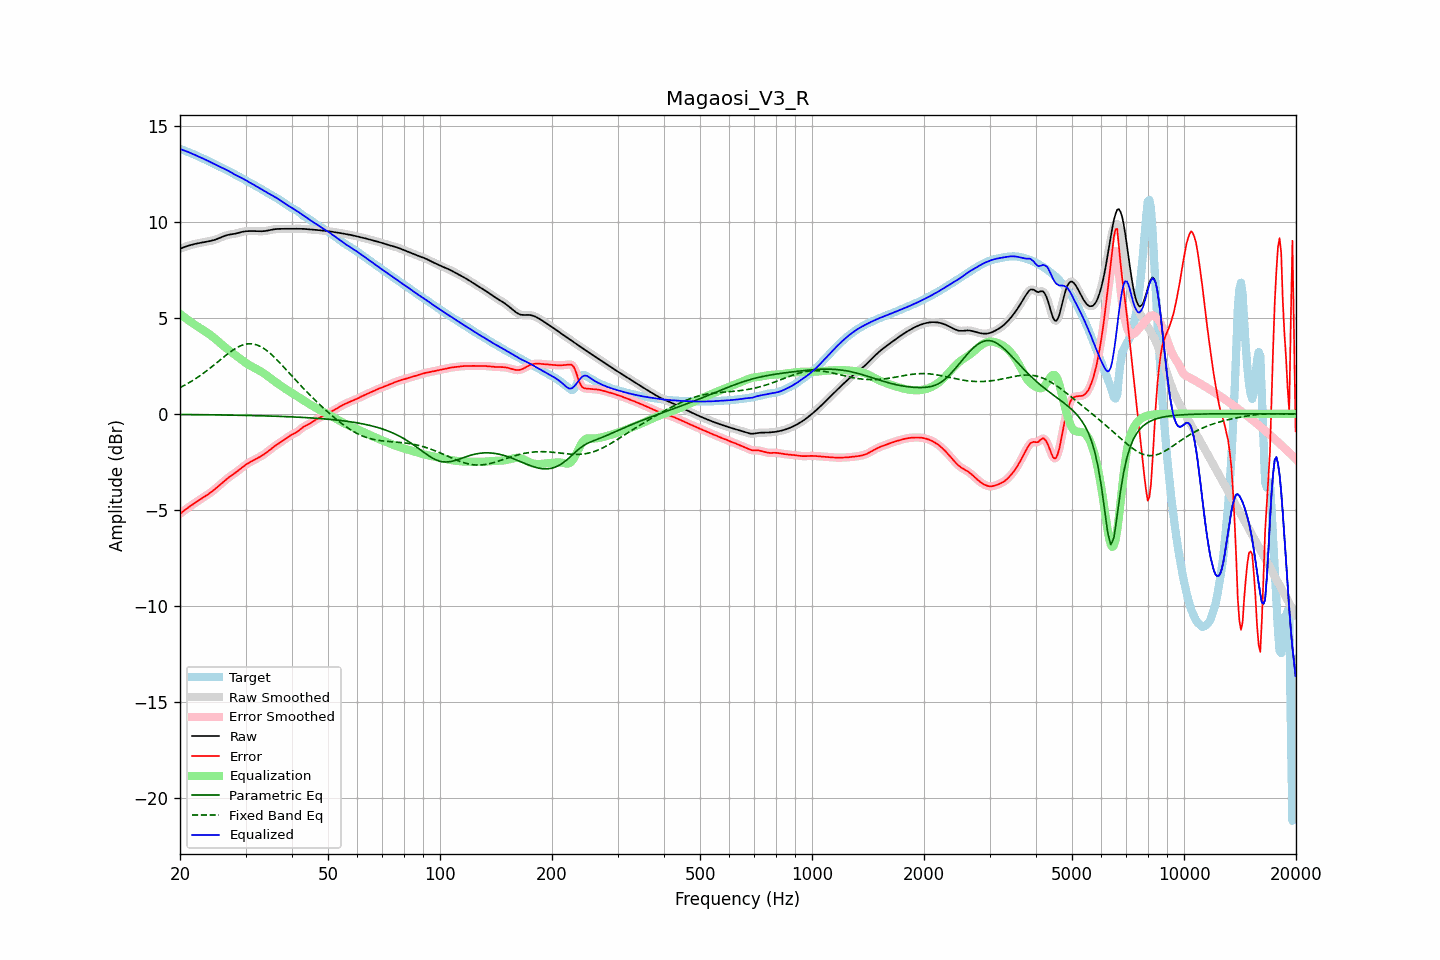 Magaosi_V3_R
15
10
5
0
−5
−10
−15
−20
Amplitude (dBr)
Target
Raw Smoothed
Error Smoothed
Raw
Error
Equalization
Parametric Eq
Fixed Band Eq
Equalized
20 50 100 200 500 1000 2000 5000 10000 20000
Frequency (Hz)